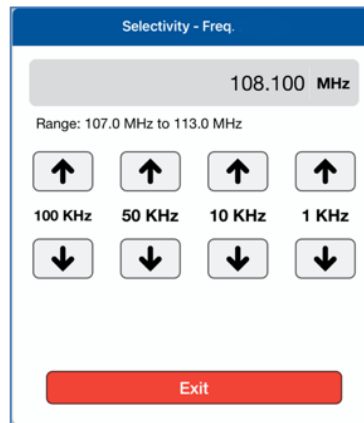 Selectivity - Freq.
108.100 MHz
Range: 107.0 MHz to 113.0 MHz
100 KHz 50 KHz 10 KHz 1 KHz
Exit